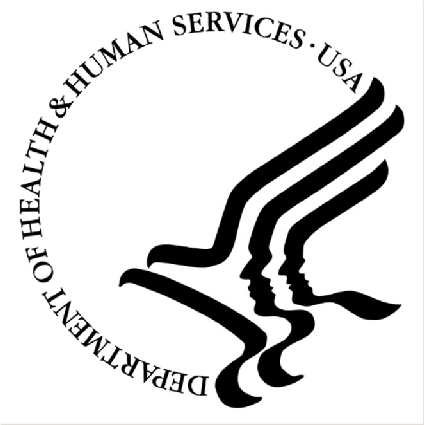 DEPARTMENT OF HEALTH & HUMAN SERVICES · USA